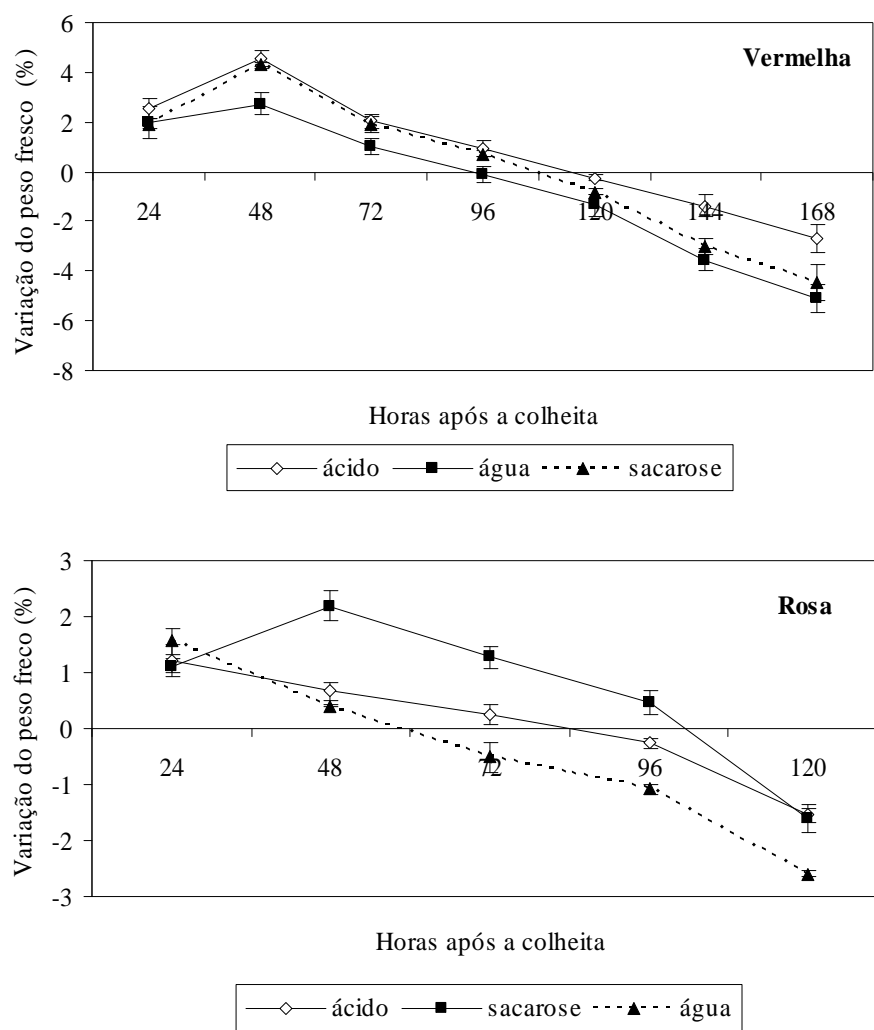 Vermelha
Variação do peso fresco (%)
6
4
2
0
-2
-4
-6
-8
24 48 72 96 120 144 168
Horas após a colheita
ácido água sacarose
Rosa
Variação do peso freco (%)
3
2
1
0
-1
-2
-3
24 48 72 96 120
Horas após a colheita
ácido sacarose água